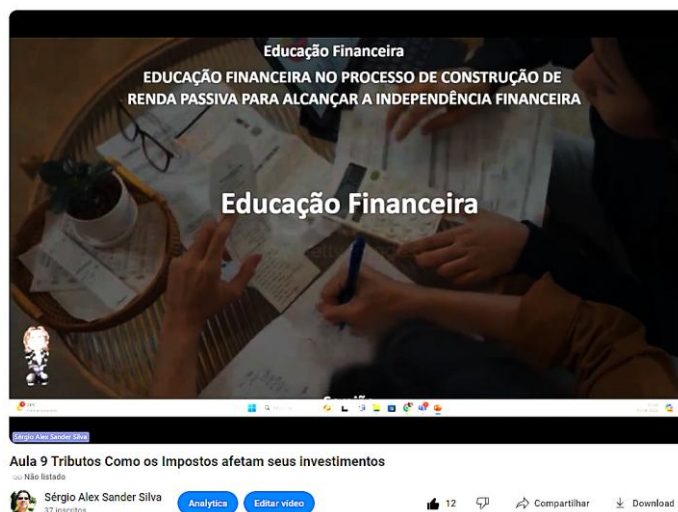 Educação Financeira
EDUCAÇÃO FINANCEIRA NO PROCESSO DE CONSTRUÇÃO DE
RENDA PASSIVA PARA ALCANÇAR A INDEPENDÊNCIA FINANCEIRA
Educação Financeira
Sérgio Alex Sander Silva
Aula 9 Tributos Como os Impostos afetam seus investimentos
Não listado
Sérgio Alex Sander Silva
37 inscritos
Analytics
Editar vídeo
12
Compartilhar
Download